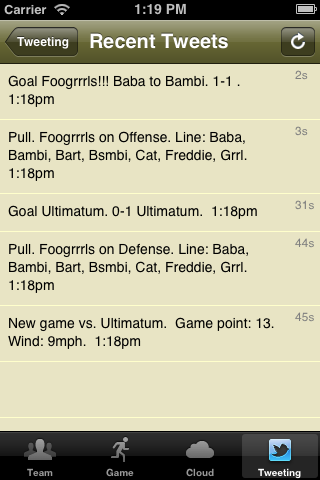 Carrier 1:19 PM
Tweeting Recent Tweets
2s
Goal Foogrrrls!!! Baba to Bambi. 1-1 .
1:18pm
3s
Pull. Foogrrrls on Offense. Line: Baba,
Bambi, Bart, Bsmbi, Cat, Freddie, Grrl.
1:18pm
31s
Goal Ultimatum. 0-1 Ultimatum. 1:18pm
44s
Pull. Foogrrrls on Defense. Line: Baba,
Bambi, Bart, Bsmbi, Cat, Freddie, Grrl.
1:18pm
45s
New game vs. Ultimatum. Game point: 13.
Wind: 9mph. 1:18pm
Team Game Cloud Tweeting